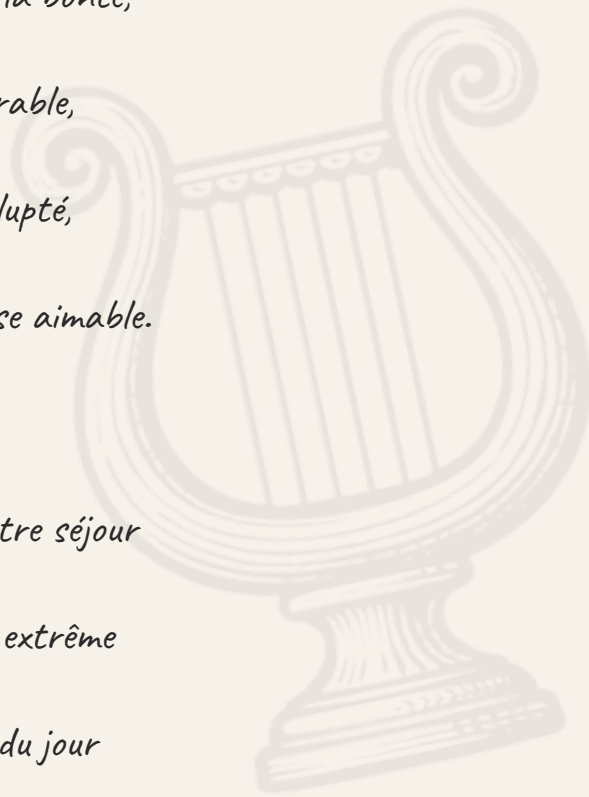 la bonté,
rable,
lupté,
se aimable.
tre séjour
extrême
du jour